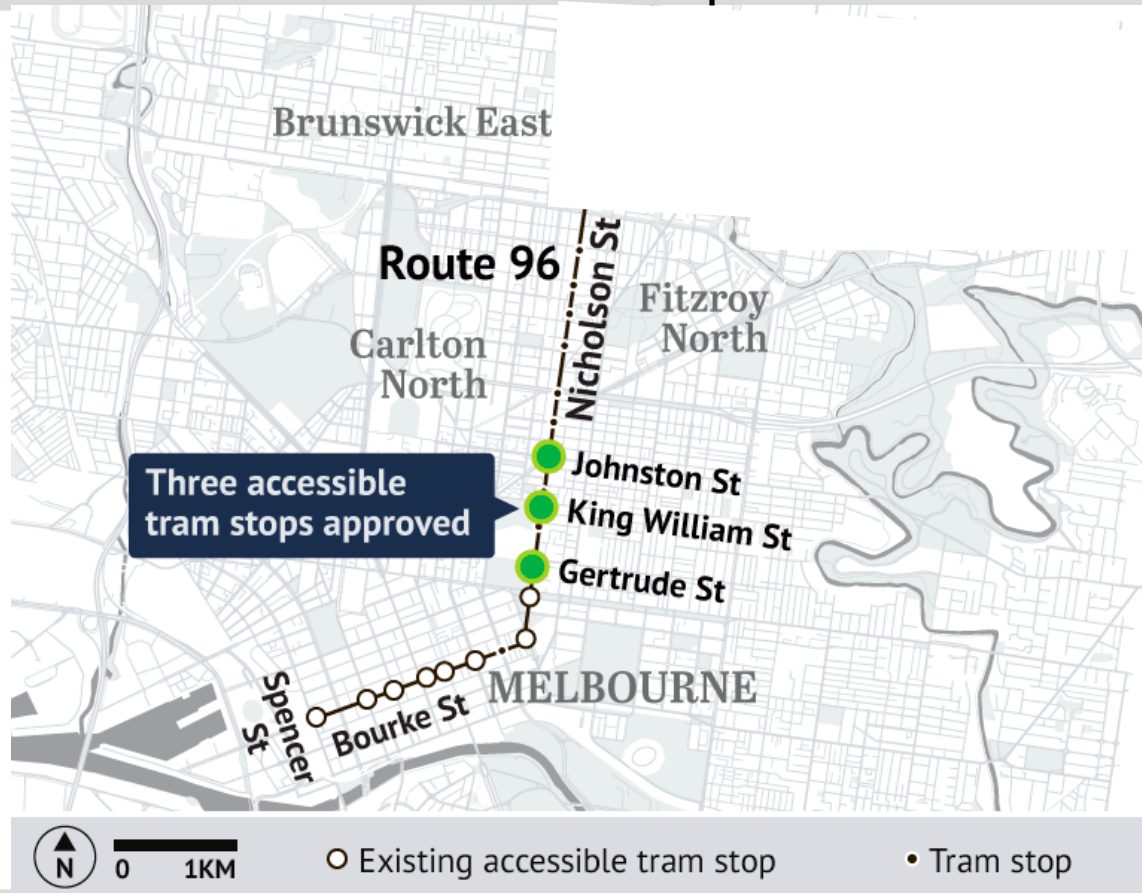 Brunswick East
Route 96
Nicholson St
Fitzroy
North
Carlton
North
Three accessible
tram stops approved
Johnston St
King William St
Gertrude St
MELBOURNE
Spencer
St
Bourke St
N
0 1KM
Existing accessible tram stop
Tram stop